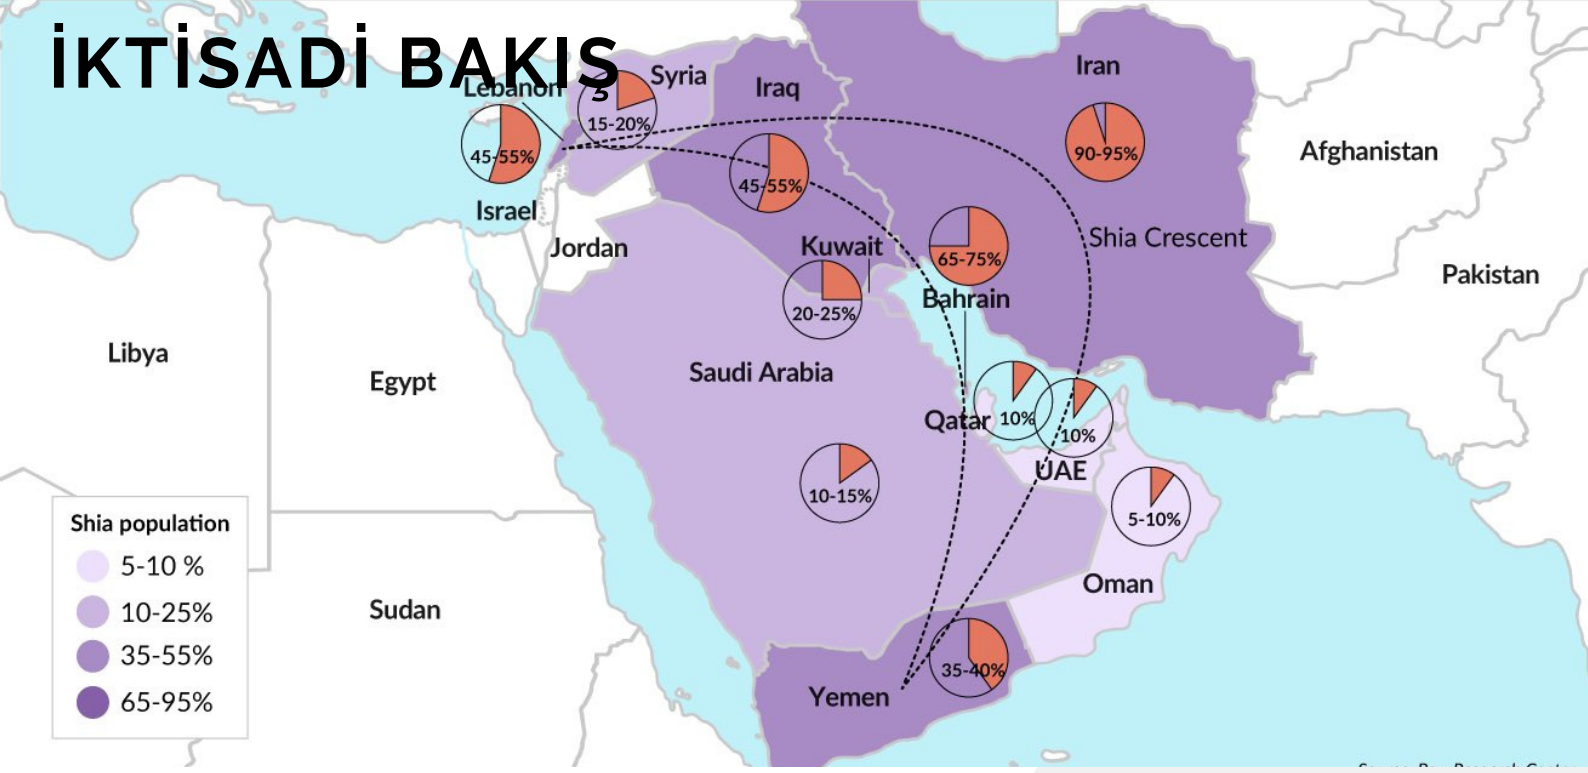 İKTİSADİ BAKIŞ
Lebanon
Syria
Iraq
Iran
15-20%
45-55%
90-95%
Afghanistan
45-55%
Israel
Jordan
Kuwait
Shia Crescent
65-75%
Pakistan
Bahrain
20-25%
Libya
Egypt
Saudi Arabia
Qatar
10%
10%
UAE
10-15%
5-10%
Shia population
5-10 %
10-25%
35-55%
65-95%
Sudan
Oman
35-40%
Yemen